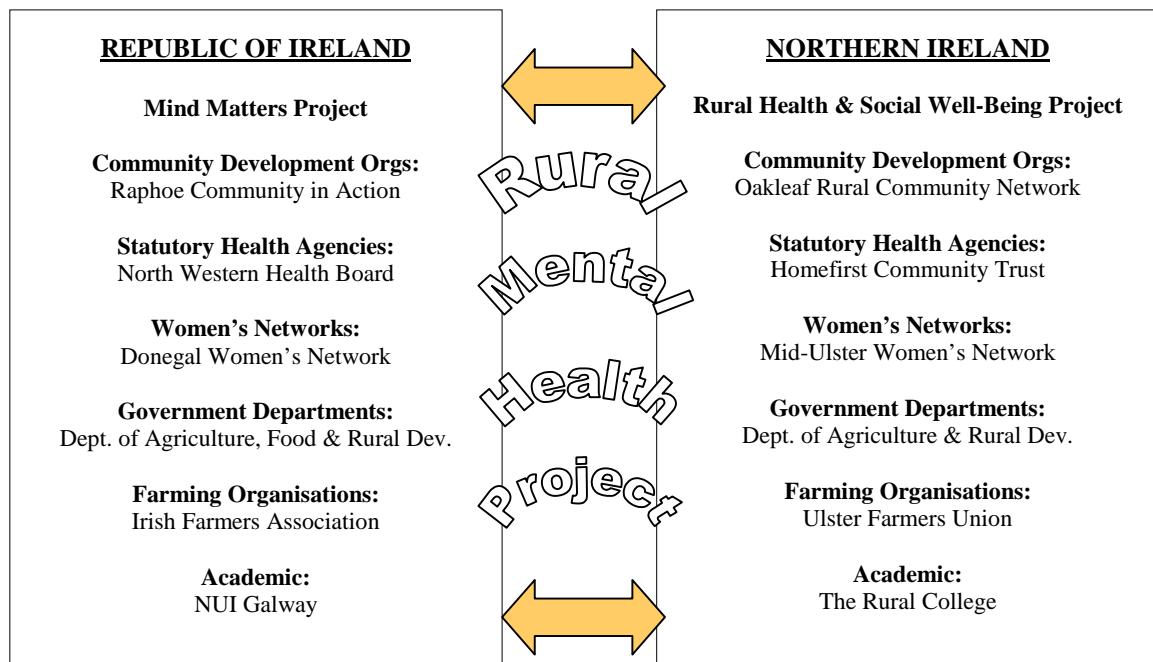 REPUBLIC OF IRELAND
Mind Matters Project
Community Development Orgs:
Raphoe Community in Action
Statutory Health Agencies:
North Western Health Board
Women’s Networks:
Donegal Women’s Network
Government Departments:
Dept. of Agriculture, Food & Rural Dev.
Farming Organisations:
Irish Farmers Association
Academic:
NUI Galway
Rural
Mental
Health
Project
NORTHERN IRELAND
Rural Health & Social Well-Being Project
Community Development Orgs:
Oakleaf Rural Community Network
Statutory Health Agencies:
Homefirst Community Trust
Women’s Networks:
Mid-Ulster Women’s Network
Government Departments:
Dept. of Agriculture & Rural Dev.
Farming Organisations:
Ulster Farmers Union
Academic:
The Rural College